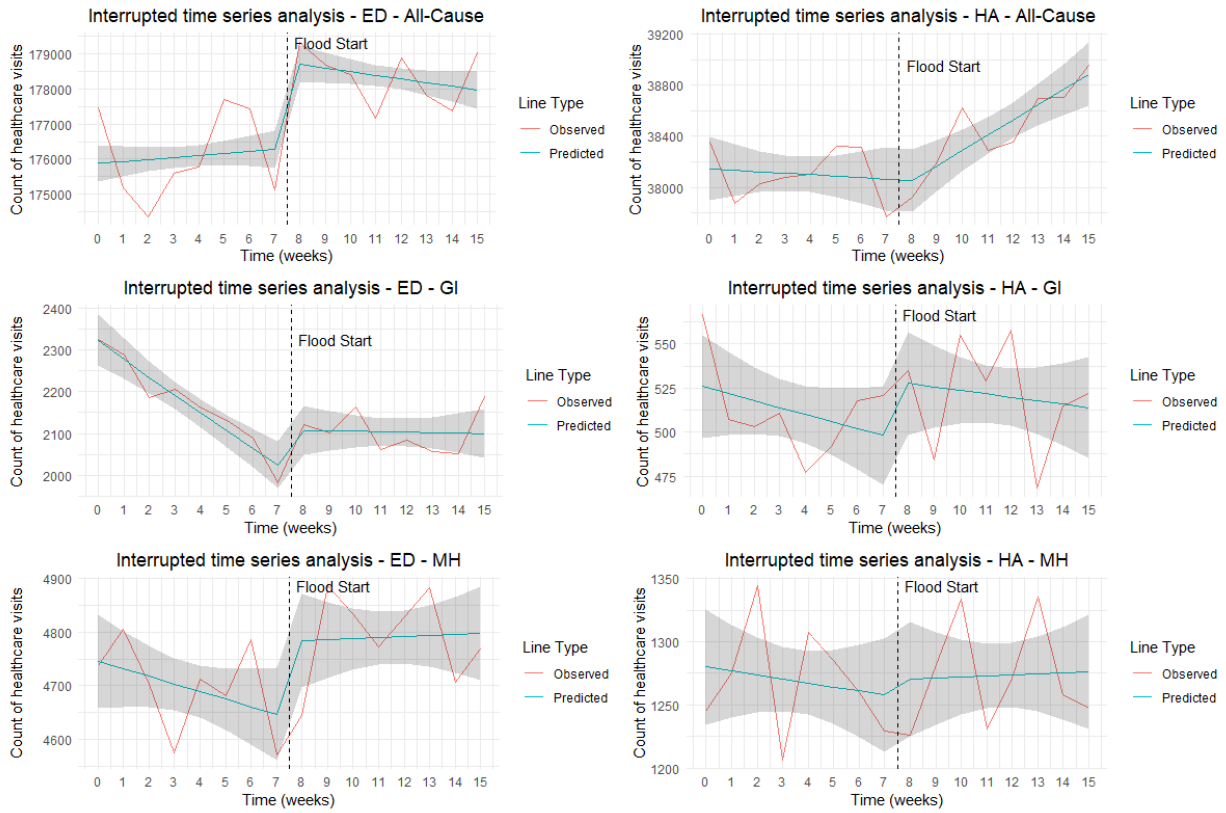 Interrupted time series analysis - ED - All-Cause
Count of healthcare visits
179000
178000
177000
176000
175000
Flood Start
0 1 2 3 4 5 6 7 8 9 10 11 12 13 14 15
Time (weeks)
Line Type
Observed
Predicted
Interrupted time series analysis - HA - All-Cause
Count of healthcare visits
39200
38800
38400
38000
Flood Start
0 1 2 3 4 5 6 7 8 9 10 11 12 13 14 15
Time (weeks)
Line Type
Observed
Predicted
Interrupted time series analysis - ED - GI
Count of healthcare visits
2400
2300
2200
2100
2000
Flood Start
0 1 2 3 4 5 6 7 8 9 10 11 12 13 14 15
Time (weeks)
Line Type
Observed
Predicted
Interrupted time series analysis - HA - GI
Count of healthcare visits
550
525
500
475
Flood Start
0 1 2 3 4 5 6 7 8 9 10 11 12 13 14 15
Time (weeks)
Line Type
Observed
Predicted
Interrupted time series analysis - ED - MH
Count of healthcare visits
4900
4800
4700
4600
Flood Start
0 1 2 3 4 5 6 7 8 9 10 11 12 13 14 15
Time (weeks)
Line Type
Observed
Predicted
Interrupted time series analysis - HA - MH
Count of healthcare visits
1350
1300
1250
1200
Flood Start
0 1 2 3 4 5 6 7 8 9 10 11 12 13 14 15
Time (weeks)
Line Type
Observed
Predicted